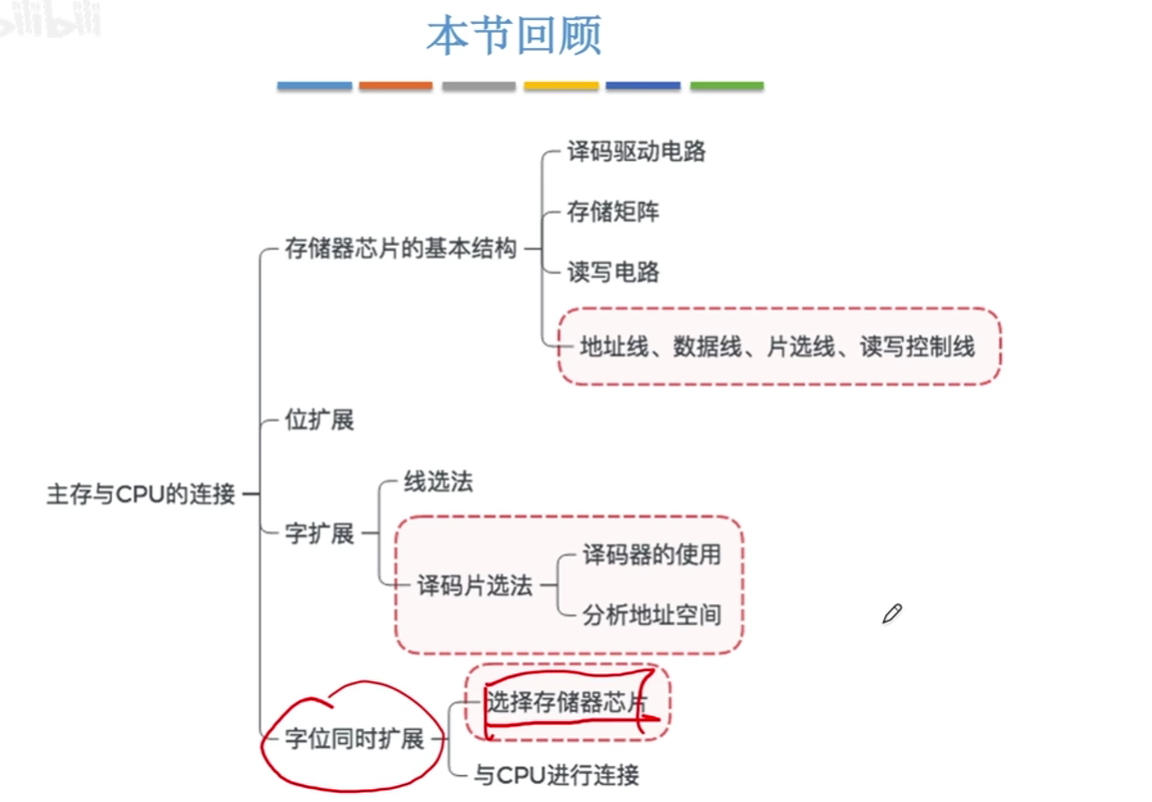 bilibili
本节回顾
译码驱动电路
存储矩阵
存储器芯片的基本结构
读写电路
地址线、数据线、片选线、读写控制线
位扩展
线选法
主存与CPU的连接
字扩展
译码器的使用
译码片选法
分析地址空间
选择存储器芯片
字位同时扩展
与CPU进行连接